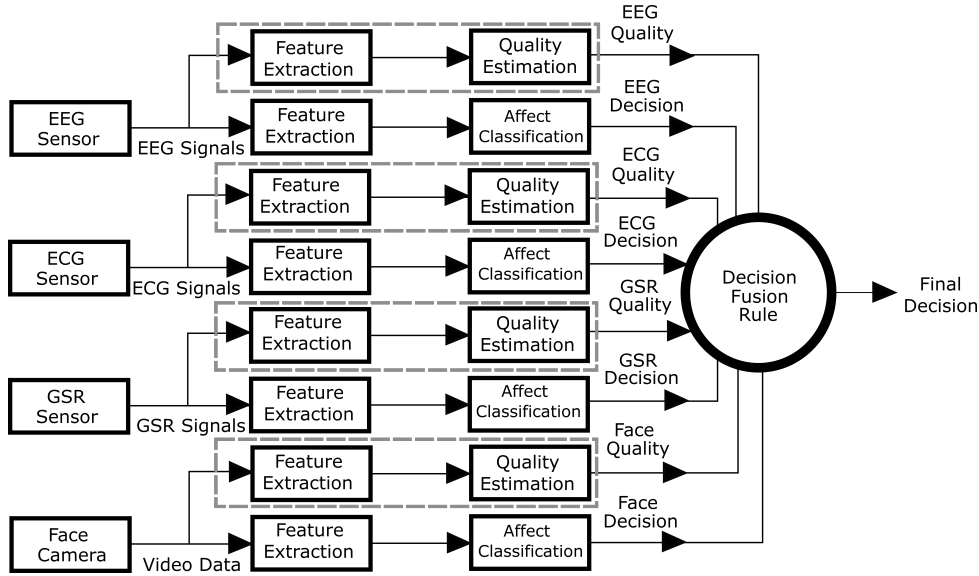 EEG
Quality
Feature
Extraction
Quality
Estimation
EEG
Sensor
EEG Signals
Feature
Extraction
Affect
Classification
EEG
Decision
Feature
Extraction
Quality
Estimation
ECG
Quality
ECG
Sensor
ECG Signals
Feature
Extraction
Affect
Classification
ECG
Decision
Feature
Extraction
Quality
Estimation
GSR
Quality
GSR
Sensor
GSR Signals
Feature
Extraction
Affect
Classification
GSR
Decision
Feature
Extraction
Quality
Estimation
Face
Quality
Face
Camera
Video Data
Feature
Extraction
Affect
Classification
Face
Decision
Decision
Fusion
Rule
Final
Decision